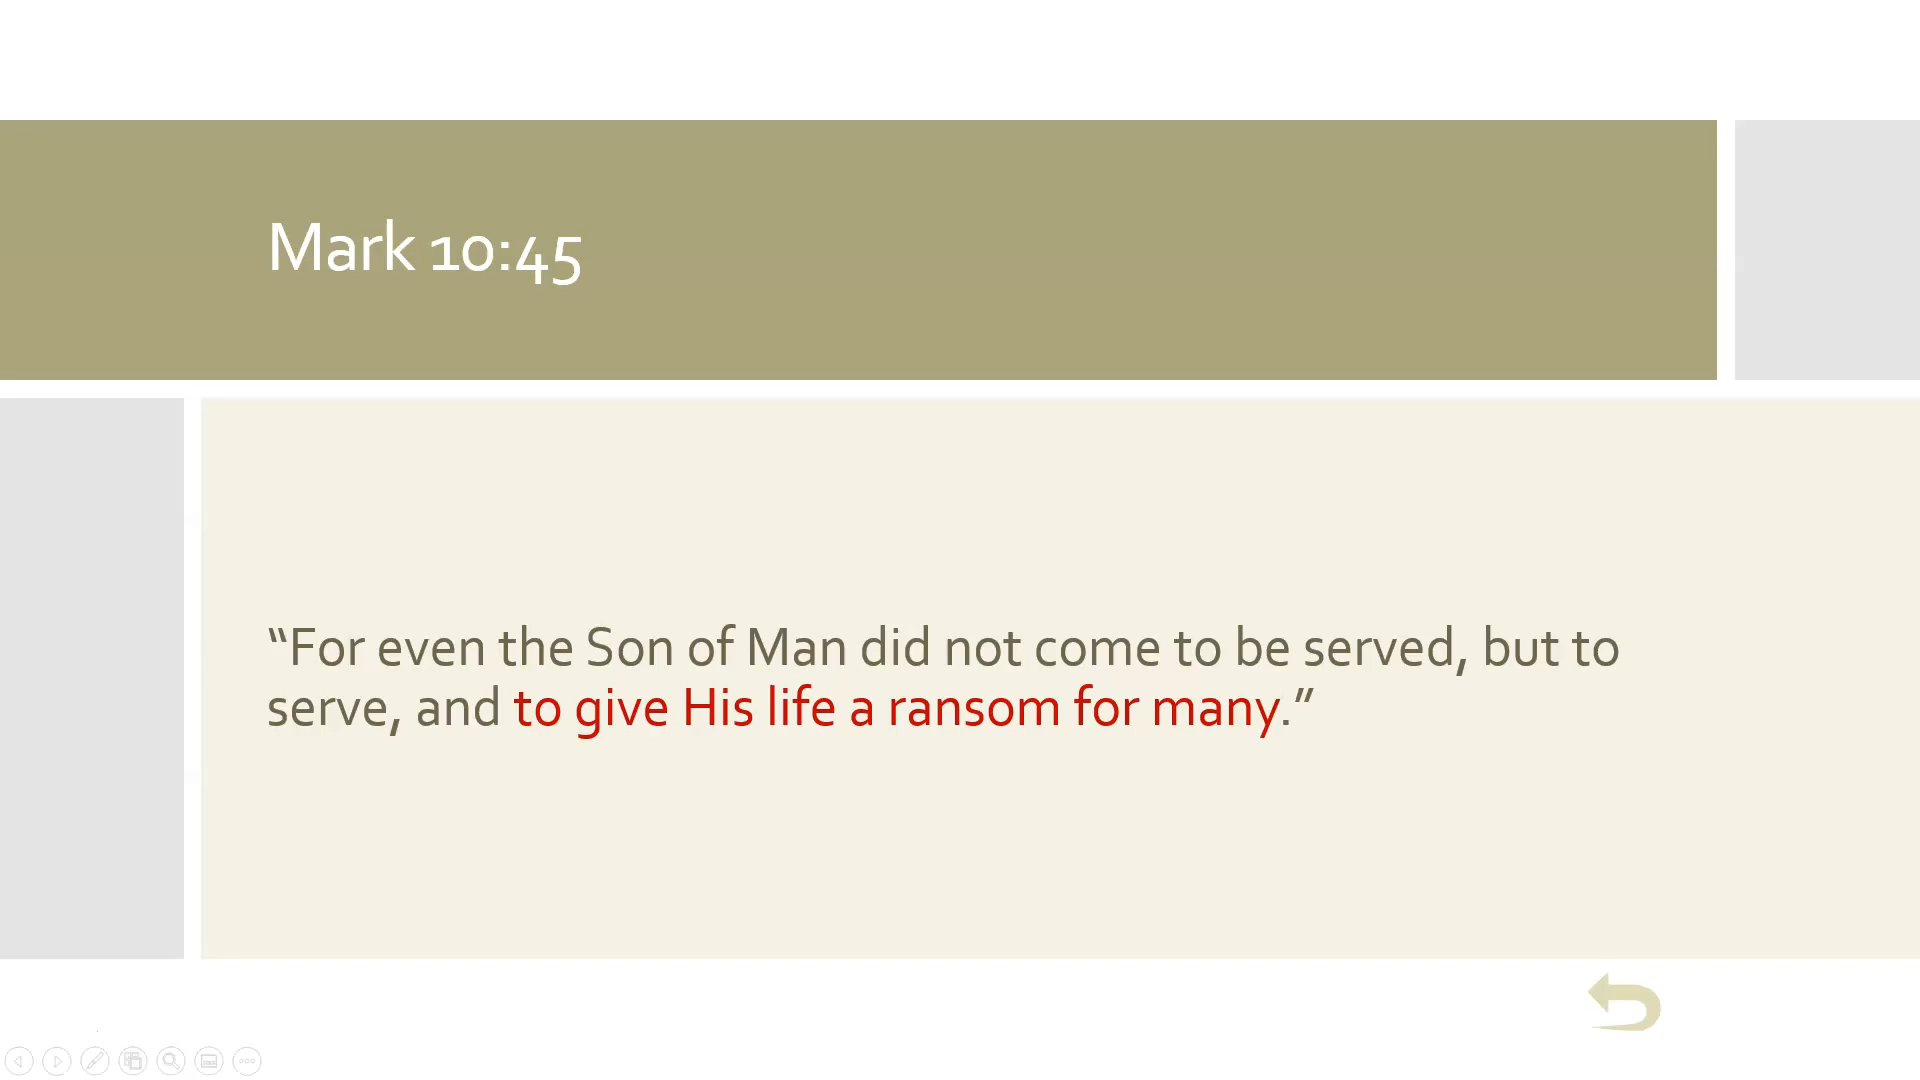 Mark 10:45
“For even the Son of Man did not come to be served, but to
serve, and to give His life a ransom for many.”